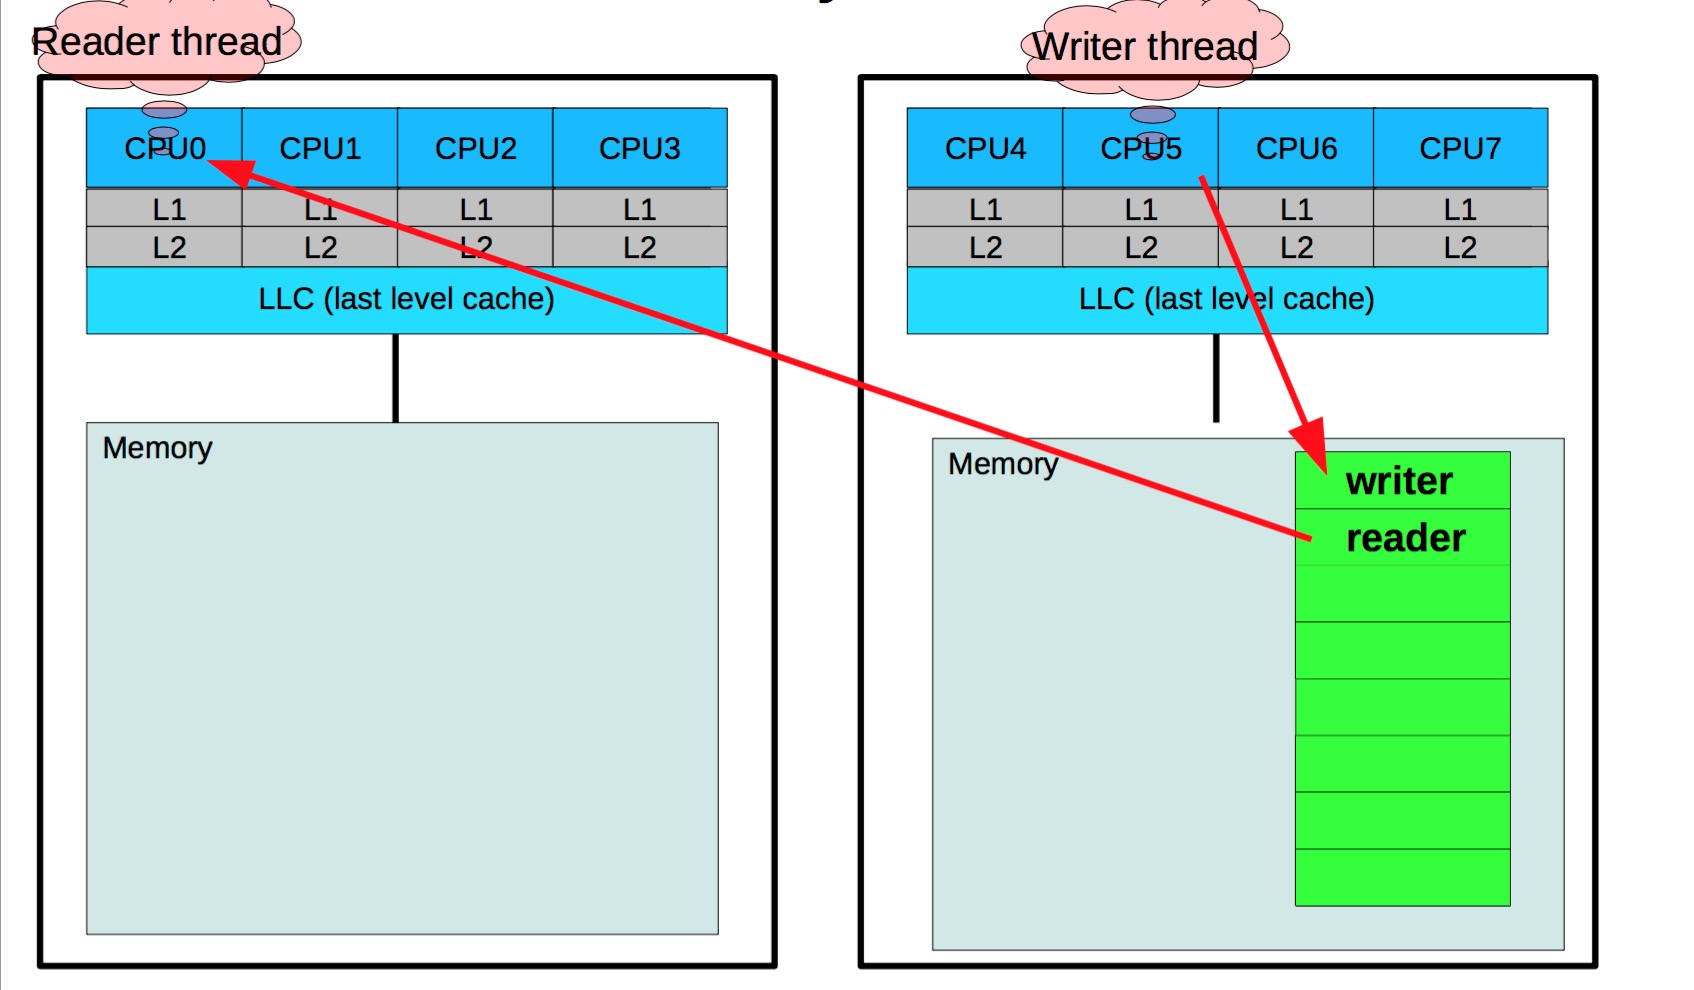 Reader thread
Writer thread
CPU0 CPU1 CPU2 CPU3
L1 L1 L1 L1
L2 L2 L2 L2
LLC (last level cache)
Memory
CPU4 CPU5 CPU6 CPU7
L1 L1 L1 L1
L2 L2 L2 L2
LLC (last level cache)
Memory
writer
reader